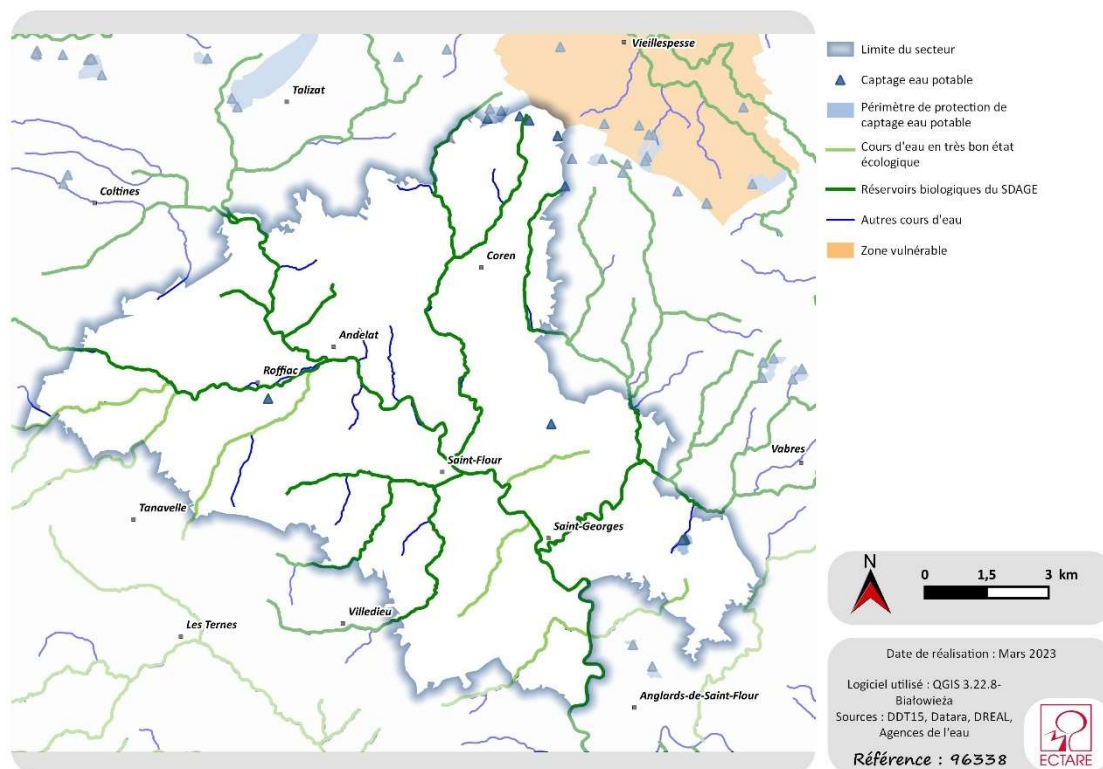 Vieillespesse
Talizat
Coltines
Coren
Andelat
Roffiac
Saint-Flour
Vabres
Tanavelle
Saint-Georges
Villedieu
Les Ternes
Anglards-de-Saint-Flour
Limite du secteur
Captage eau potable
Périmètre de protection de
captage eau potable
Cours d'eau en très bon état
écologique
Réservoirs biologiques du SDAGE
Autres cours d'eau
Zone vulnérable
N
0 1,5 3 km
Date de réalisation : Mars 2023
Logiciel utilisé : QGIS 3.22.8-
Białowieża
Sources : DDT15, Datara, DREAL,
Agences de l'eau
Référence : 96338
ECTARE